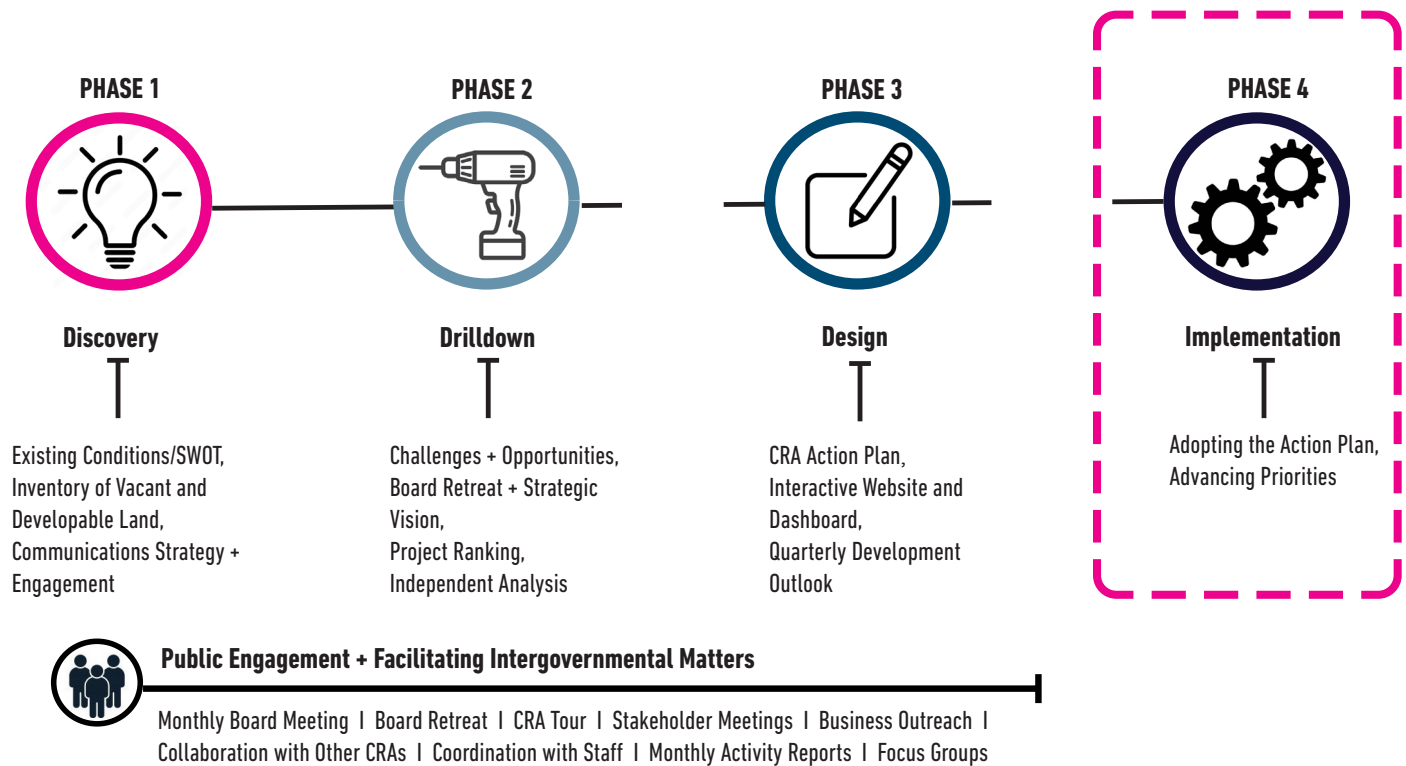 PHASE 1
Discovery
Existing Conditions/SWOT,
Inventory of Vacant and
Developable Land,
Communications Strategy +
Engagement
PHASE 2
Drilldown
Challenges + Opportunities,
Board Retreat + Strategic
Vision,
Project Ranking,
Independent Analysis
PHASE 3
Design
CRA Action Plan,
Interactive Website and
Dashboard,
Quarterly Development
Outlook
PHASE 4
Implementation
Adopting the Action Plan,
Advancing Priorities
Public Engagement + Facilitating Intergovernmental Matters
Monthly Board Meeting I Board Retreat I CRA Tour I Stakeholder Meetings I Business Outreach I
Collaboration with Other CRAs I Coordination with Staff I Monthly Activity Reports I Focus Groups